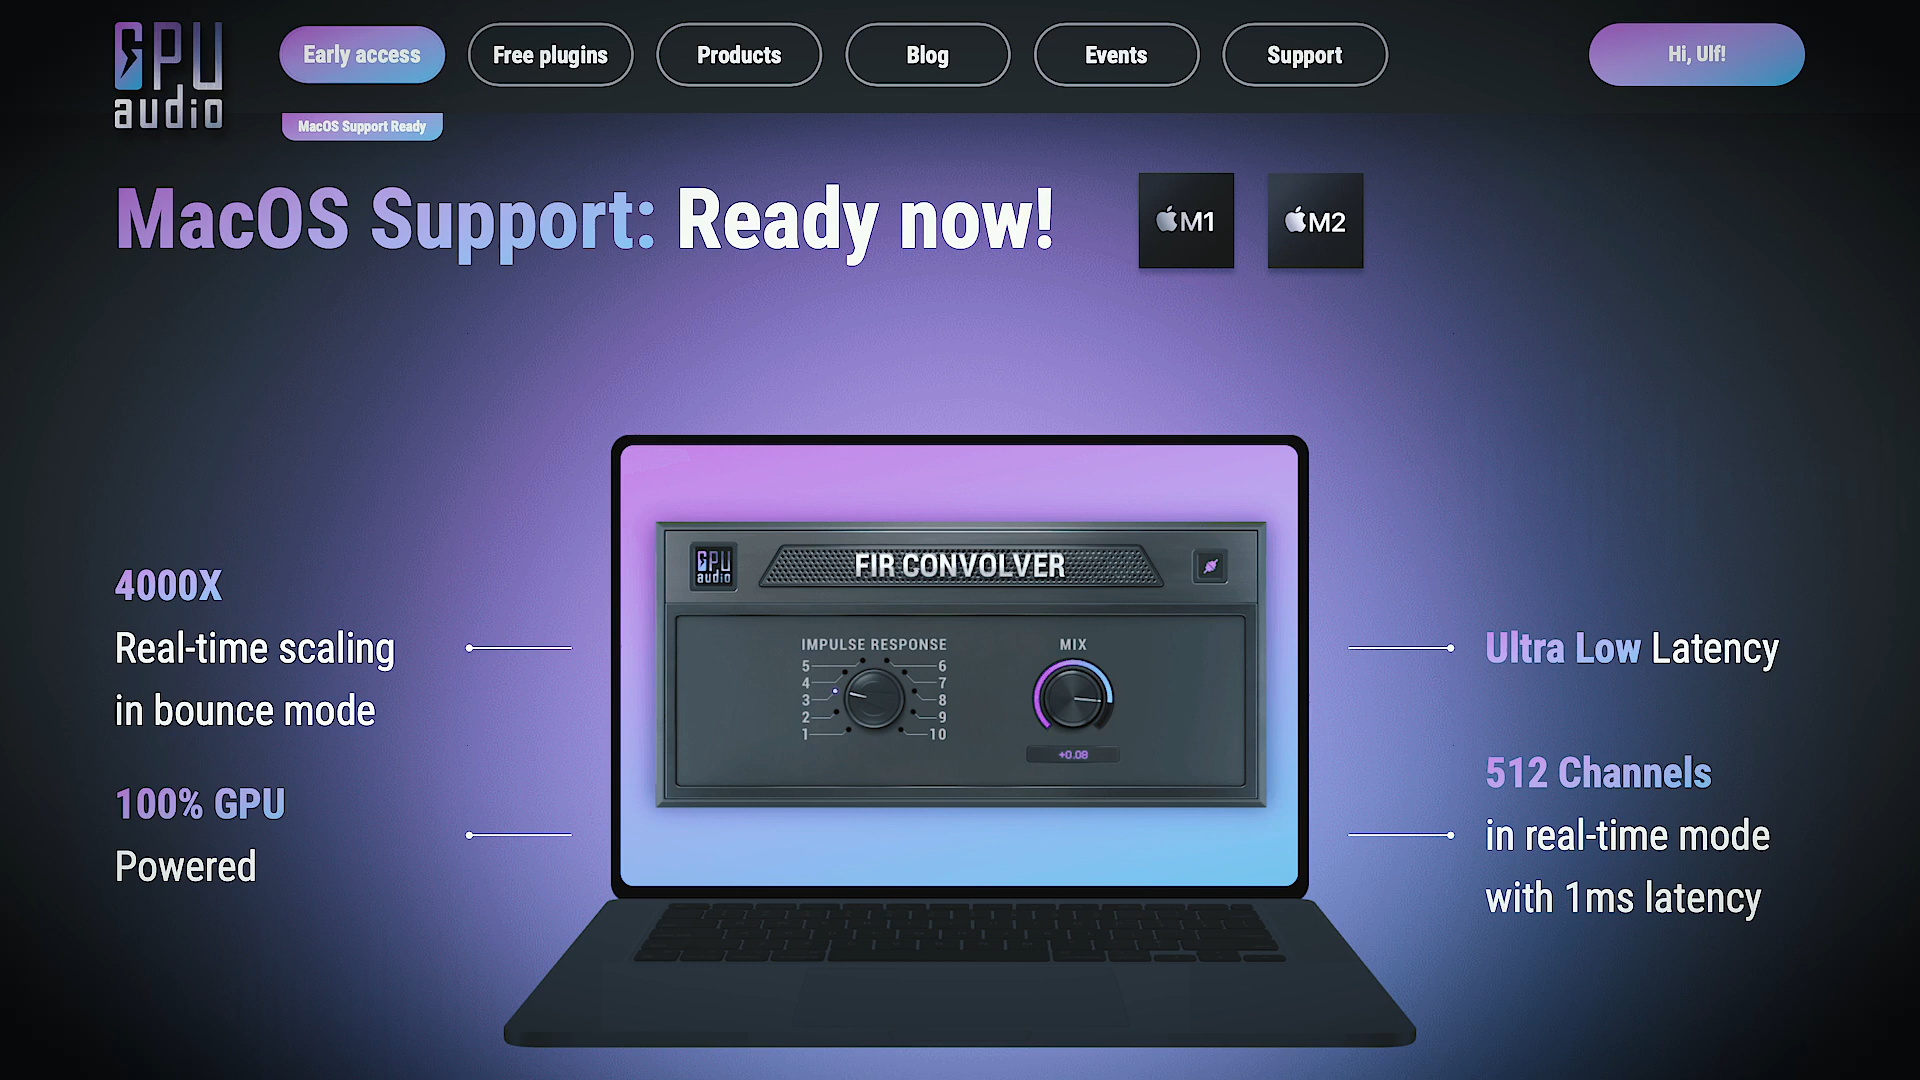 GPU audio
Early access
Free plugins
Products
Blog
Events
Support
Hi, Ulf!
MacOS Support Ready
MacOS Support: Ready now!
M1
M2
GPU audio
FIR CONVOLVER
IMPULSE RESPONSE
5 6
4 7
3 8
2 9
1 10
MIX
+0.08
4000X
Real-time scaling
in bounce mode
100% GPU
Powered
Ultra Low Latency
512 Channels
in real-time mode
with 1ms latency